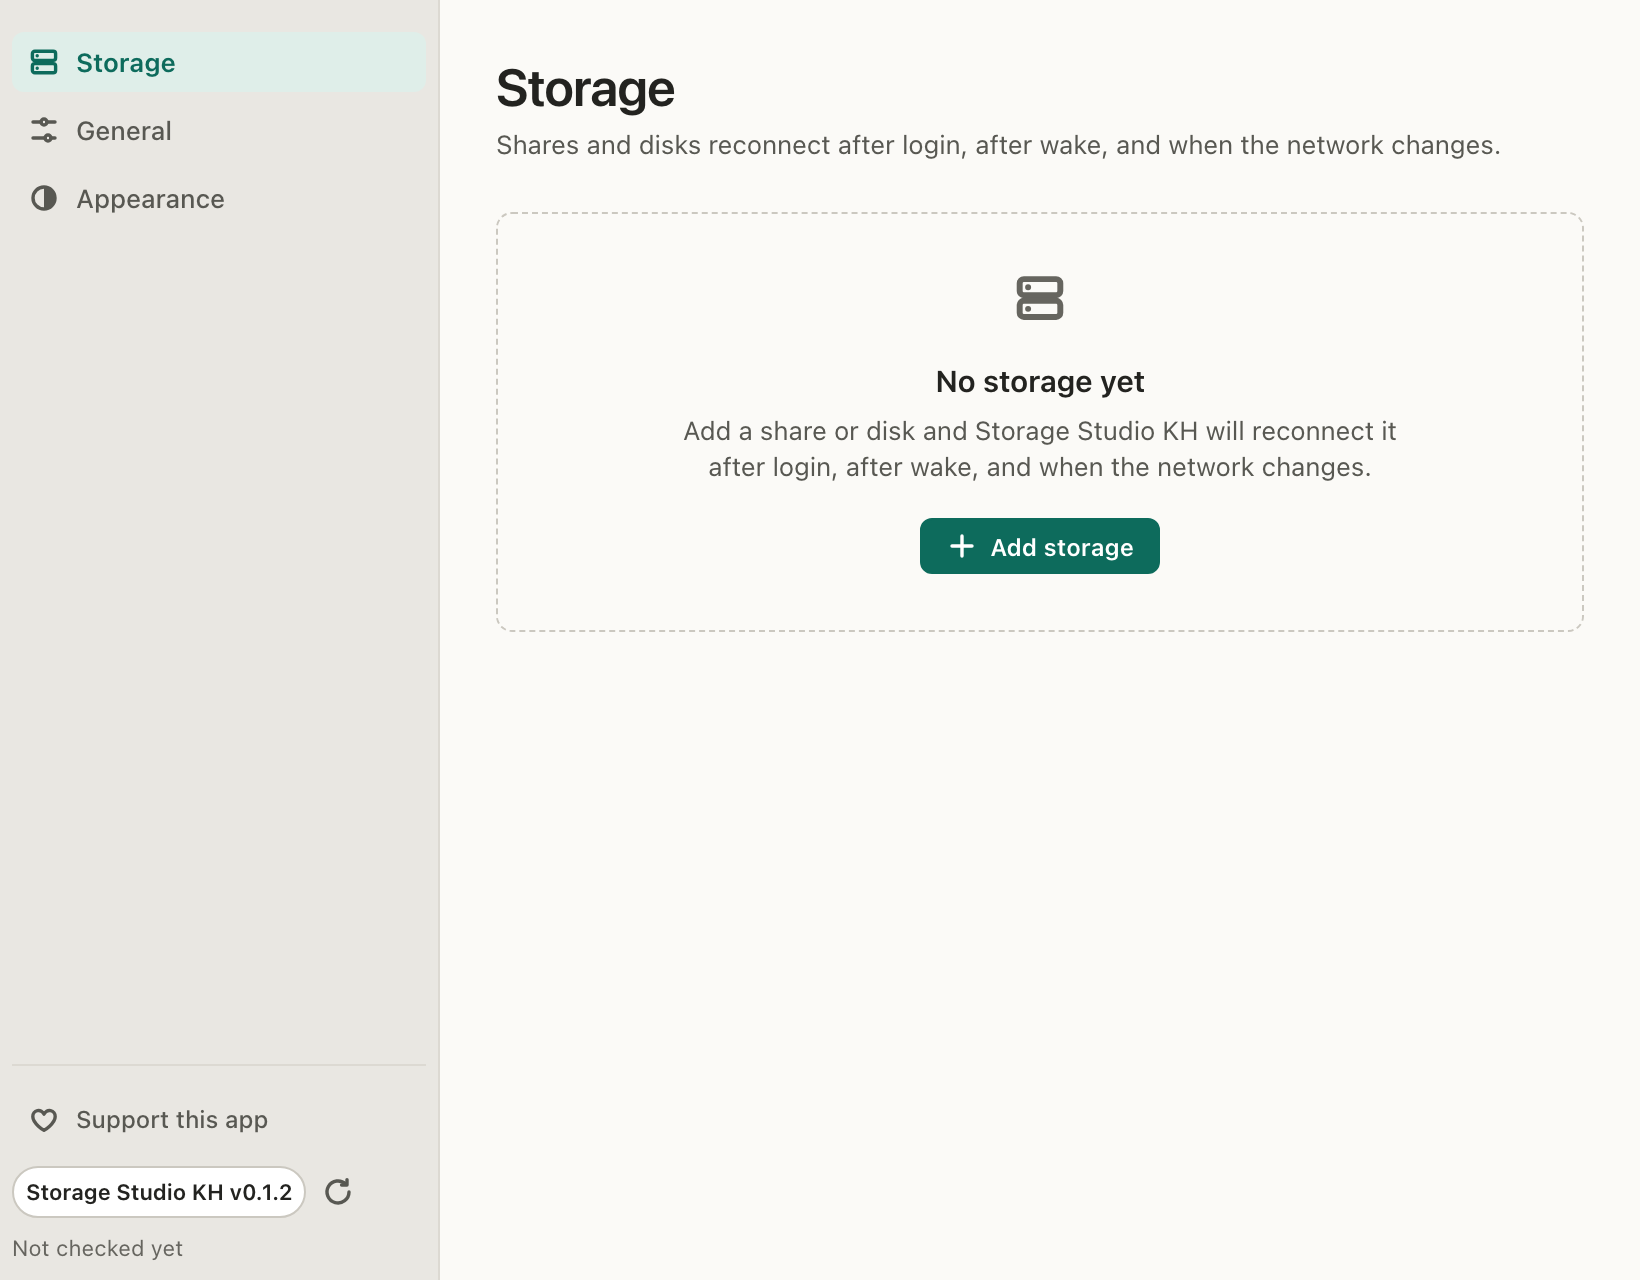 Storage
General
Appearance
Support this app
Storage Studio KH v0.1.2
Not checked yet
Storage
Shares and disks reconnect after login, after wake, and when the network changes.
No storage yet
Add a share or disk and Storage Studio KH will reconnect it
after login, after wake, and when the network changes.
Add storage